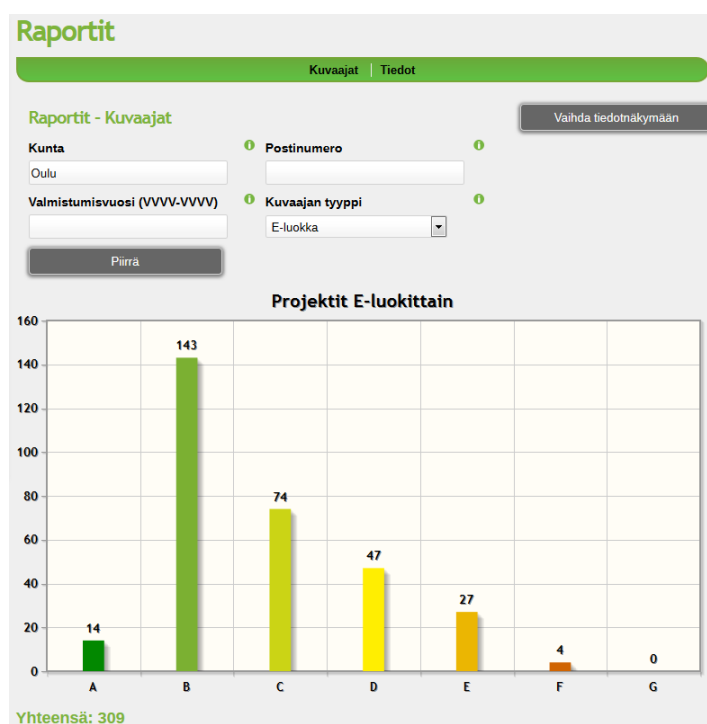 Raportit
Kuvaajat Tiedot
Raportit - Kuvaajat
Vaihda tiedotnäkymään
Kunta
Postinumero
Oulu
Valmistumisvuosi (VVVV-VVVV)
Kuvaajan tyyppi
E-luokka
Piirrä
Projektit E-luokittain
160
143
140
120
100
80
74
60
47
40
27
20
14
4
0
0
A B C D E F G
Yhteensä: 309